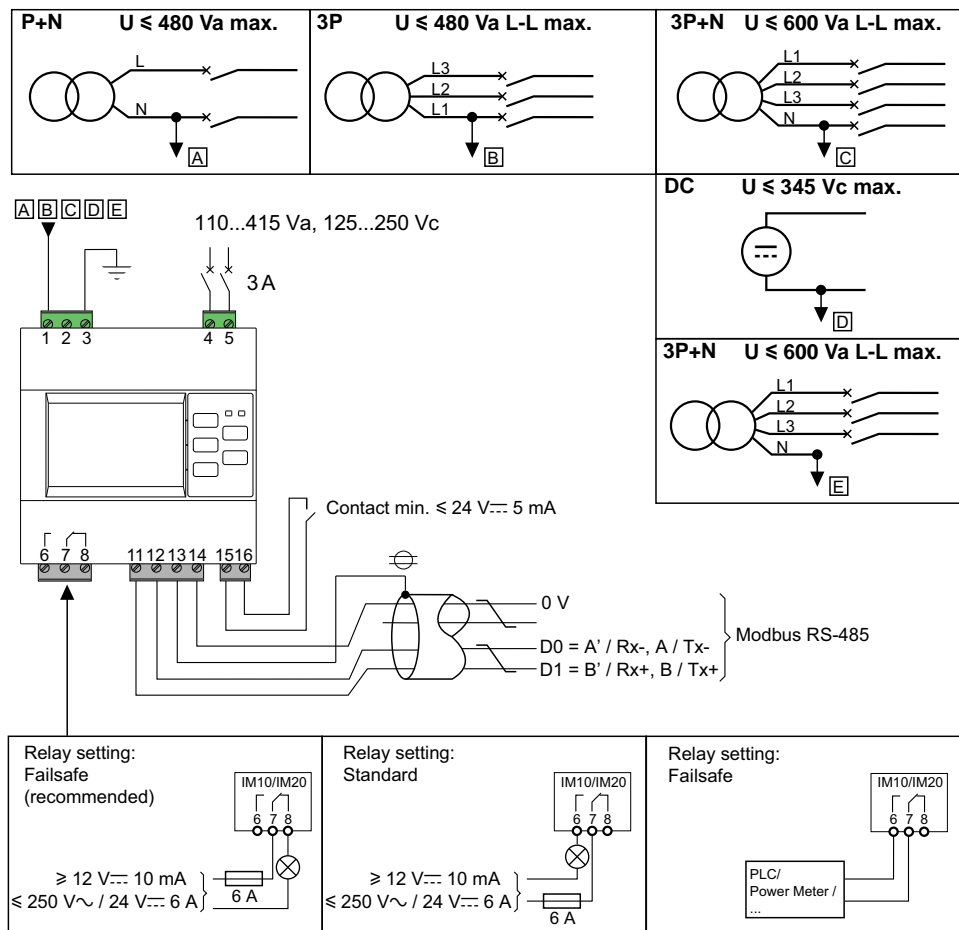 P+N U ≤ 480 Va max.
L
N
A
3P U ≤ 480 Va L-L max.
L3
L2
L1
B
3P+N U ≤ 600 Va L-L max.
L1
L2
L3
N
C
DC U ≤ 345 Vc max.
D
3P+N U ≤ 600 Va L-L max.
L1
L2
L3
N
E
A B C D E
110...415 Va, 125...250 Vc
3 A
1 2 3 4 5
6 7 8 11 12 13 14 15 16
Contact min. ≤ 24 V⎓ 5 mA
0 V
D0 = A' / Rx-, A / Tx-
D1 = B' / Rx+, B / Tx+
Modbus RS-485
Relay setting:
Failsafe
(recommended)
IM10/IM20
6 7 8
≥ 12 V⎓ 10 mA
≤ 250 V∿ / 24 V⎓ 6 A
6 A
Relay setting:
Standard
IM10/IM20
6 7 8
≥ 12 V⎓ 10 mA
≤ 250 V∿ / 24 V⎓ 6 A
6 A
Relay setting:
Failsafe
IM10/IM20
6 7 8
PLC/
Power Meter /
...